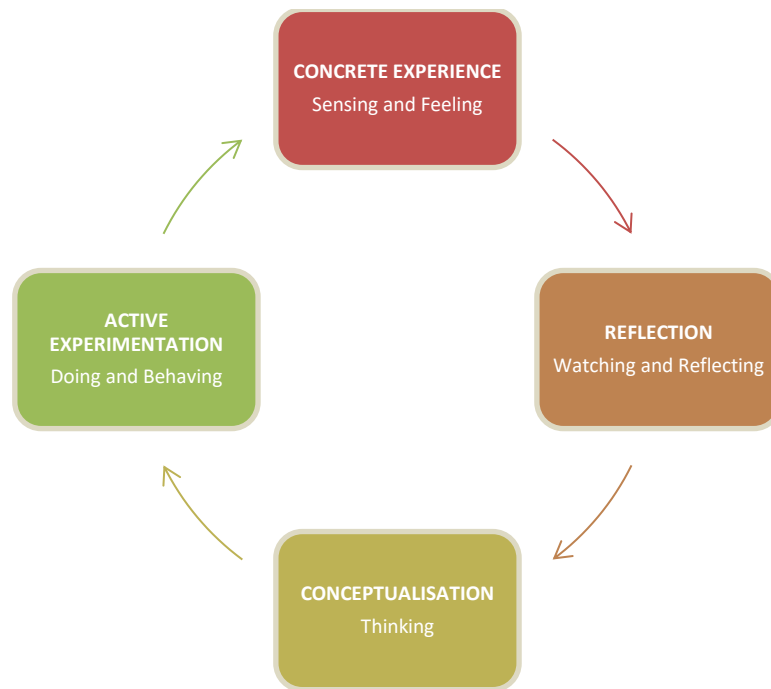 CONCRETE EXPERIENCE
Sensing and Feeling
ACTIVE
EXPERIMENTATION
Doing and Behaving
REFLECTION
Watching and Reflecting
CONCEPTUALISATION
Thinking